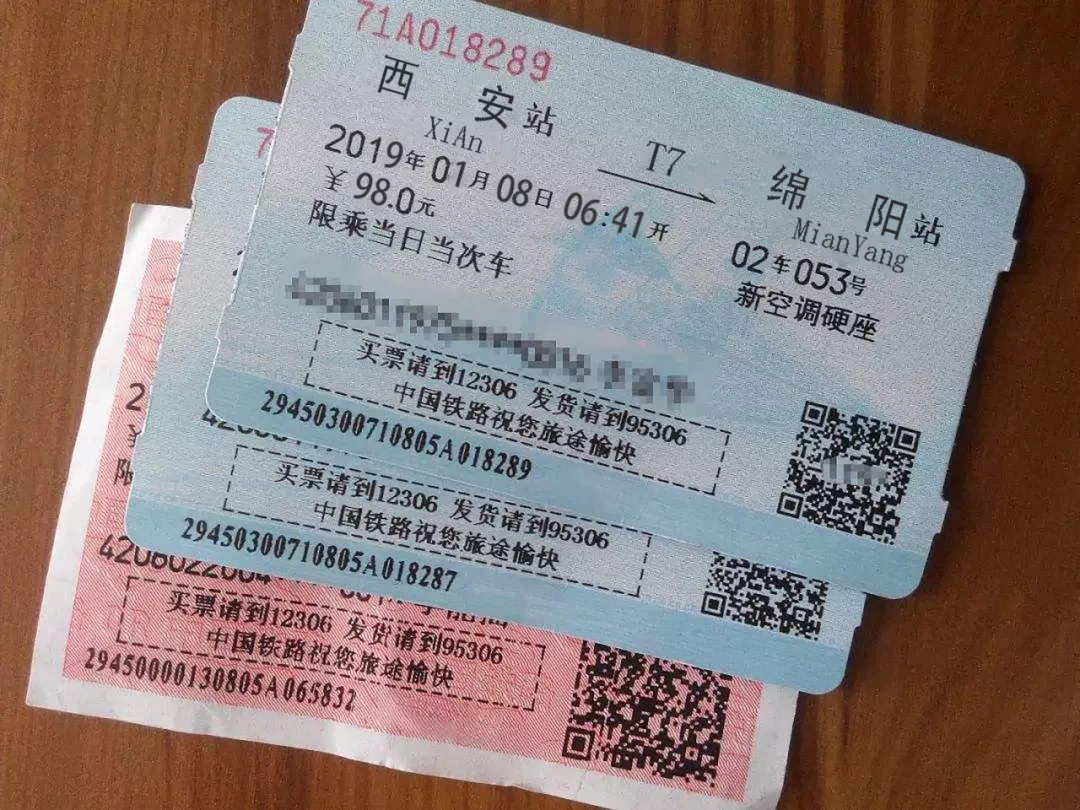 71A018289
西安站 T7 绵阳站
XiAn MianYang
2019年01月08日 06:41开 02车053号
￥98.0元 新空调硬座
限乘当日当次车
买票请到12306 发货请到95306
中国铁路祝您旅途愉快
29450300710805A018289
7
买票请到12306 发货请到95306
中国铁路祝您旅途愉快
29450300710805A018287
2
限
买票请到12306 发货请到95306
中国铁路祝您旅途愉快
29450000130805A065832